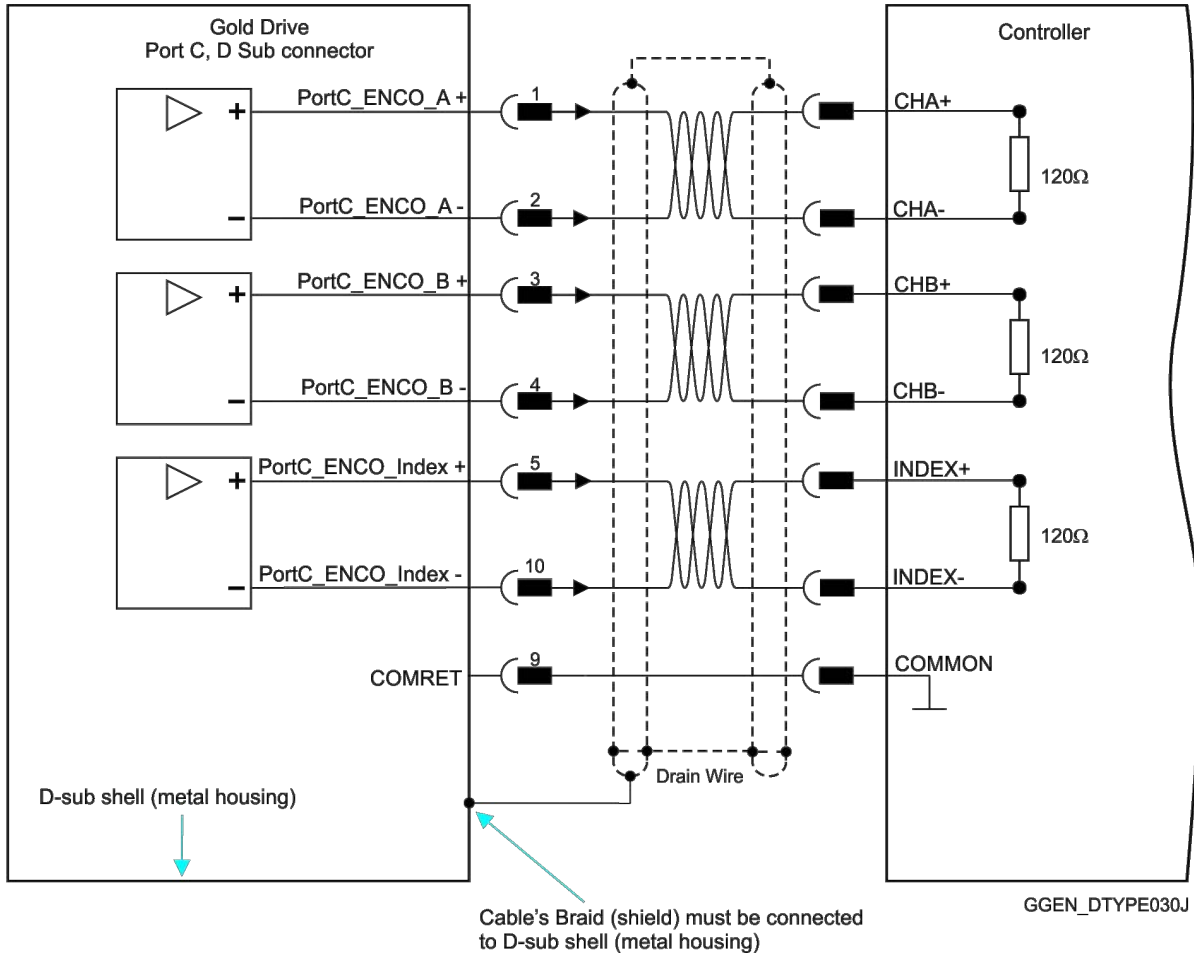 Gold Drive
Port C, D Sub connector
Controller
PortC_ENCO_A +
1
CHA+
+
120Ω
PortC_ENCO_A -
2
CHA-
−
PortC_ENCO_B +
3
CHB+
+
120Ω
PortC_ENCO_B -
4
CHB-
−
PortC_ENCO_Index +
5
INDEX+
+
120Ω
PortC_ENCO_Index -
10
INDEX-
−
COMRET
9
COMMON
Drain Wire
D-sub shell (metal housing)
Cable's Braid (shield) must be connected
to D-sub shell (metal housing)
GGEN_DTYPE030J